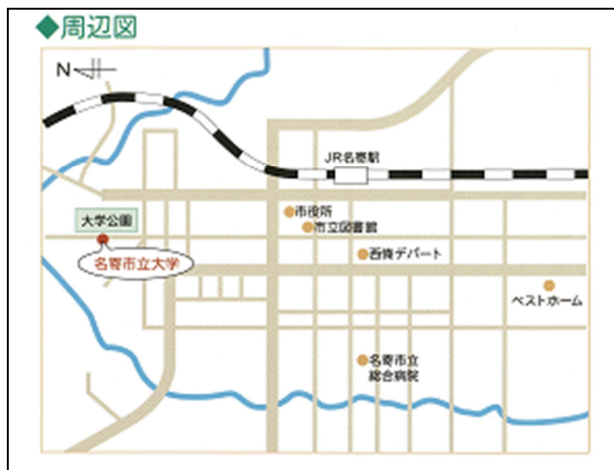 ◆周辺図
N
JR名寄駅
大学公園
市役所
市立図書館
名寄市立大学
西條デパート
ベストホーム
名寄市立
総合病院